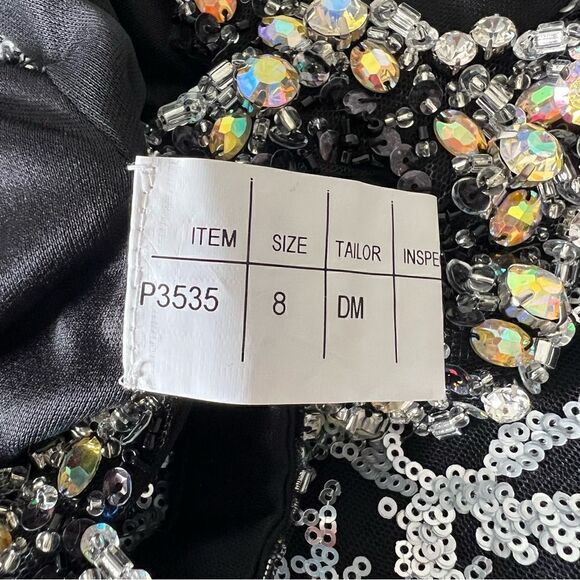 ITEM SIZE TAILOR INSPE
P3535 8 DM